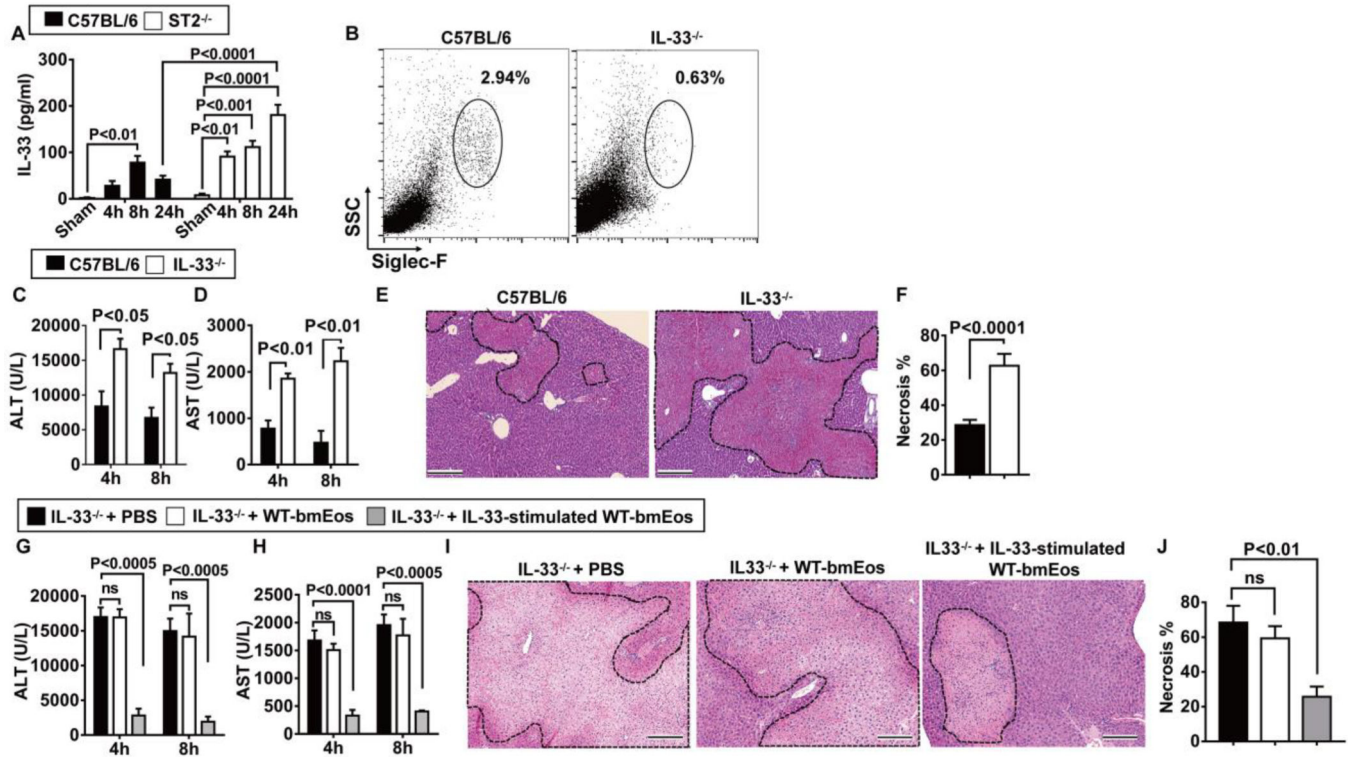 C57BL/6 ST2-/-
A
IL-33 (pg/ml)
300
200
100
0
P<0.01
P<0.0001
P<0.0001
P<0.001
P<0.01
Sham 4h 8h 24h Sham 4h 8h 24h
B
C57BL/6 IL-33-/-
2.94% 0.63%
SSC
Siglec-F
C57BL/6 IL-33-/-
C
ALT (U/L)
20000
15000
10000
5000
0
P<0.05
P<0.05
4h 8h
D
AST (U/L)
3000
2000
1000
0
P<0.01
P<0.01
4h 8h
E
C57BL/6 IL-33-/-
F
Necrosis %
80
60
40
20
0
P<0.0001
IL-33-/- + PBS IL-33-/- + WT-bmEos IL-33-/- + IL-33-stimulated WT-bmEos
G
ALT (U/L)
20000
15000
10000
5000
0
P<0.0005
P<0.0005
ns
ns
4h 8h
H
AST (U/L)
2500
2000
1500
1000
500
0
P<0.0001
P<0.0005
ns
ns
4h 8h
I
IL-33-/- + PBS
IL33-/- + WT-bmEos
IL33-/- + IL-33-stimulated
WT-bmEos
J
Necrosis %
80
60
40
20
0
P<0.01
ns